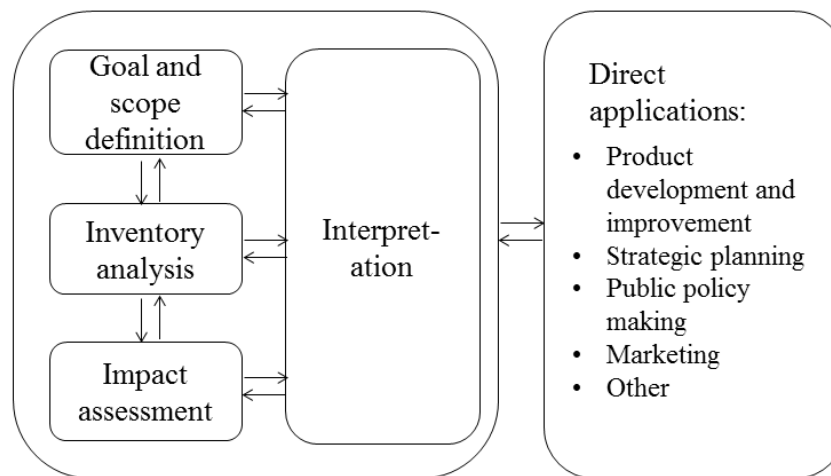 Goal and
scope
definition
Inventory
analysis
Impact
assessment
Interpret-
ation
Direct
applications:
• Product
development and
improvement
• Strategic planning
• Public policy
making
• Marketing
• Other